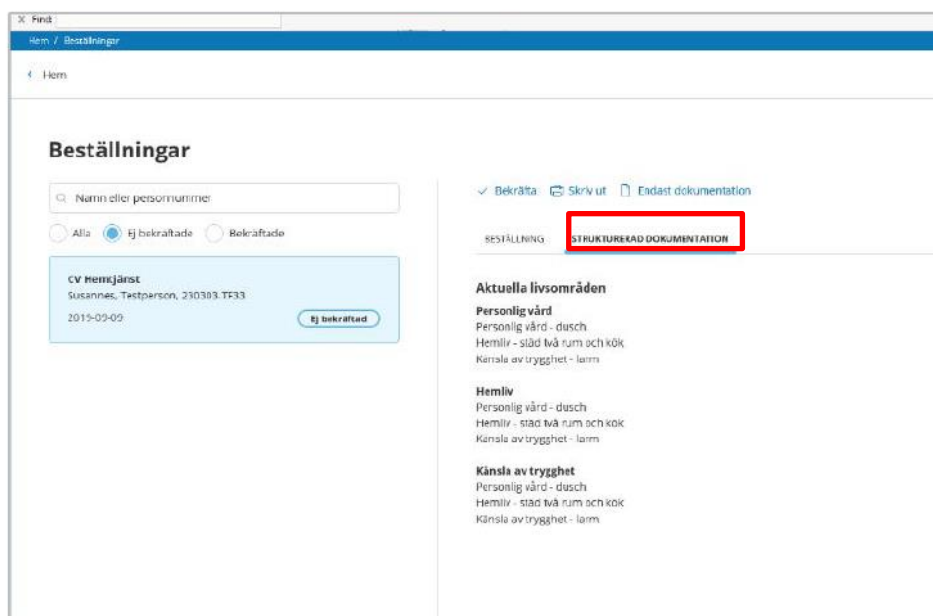 X Find:
Hem / Beställningar
Hem
Beställningar
Namn eller personnummer
Alla Ej bekräftade Bekräftade
CV Hemtjänst
Susannes, Testperson, 230303-TF33
2019-09-09
Ej bekräftad
Bekräfta Skriv ut Endast dokumentation
BESTÄLLNING STRUKTURERAD DOKUMENTATION
Aktuella livsområden
Personlig vård
Personlig vård - dusch
Hemliv - städ två rum och kök
Känsla av trygghet - larm
Hemliv
Personlig vård - dusch
Hemliv - städ två rum och kök
Känsla av trygghet - larm
Känsla av trygghet
Personlig vård - dusch
Hemliv - städ två rum och kök
Känsla av trygghet - larm